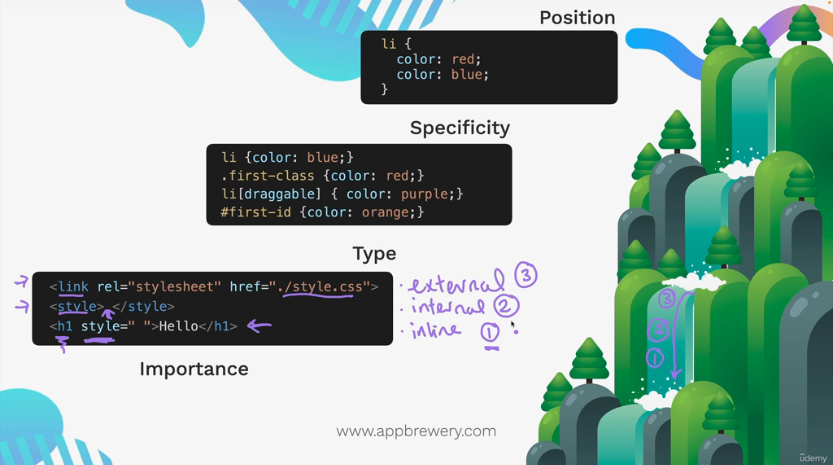 Position
li {
color: red;
color: blue;
}
Specificity
li {color: blue;}
.first-class {color: red;}
li[draggable] { color: purple;}
#first-id {color: orange;}
Type
<link rel="stylesheet" href="./style.css">
· external ③
<style> </style>
· internal ②
<h1 style=" ">Hello</h1>
· inline ①
③
②
①
Importance
www.appbrewery.com
ûdemy